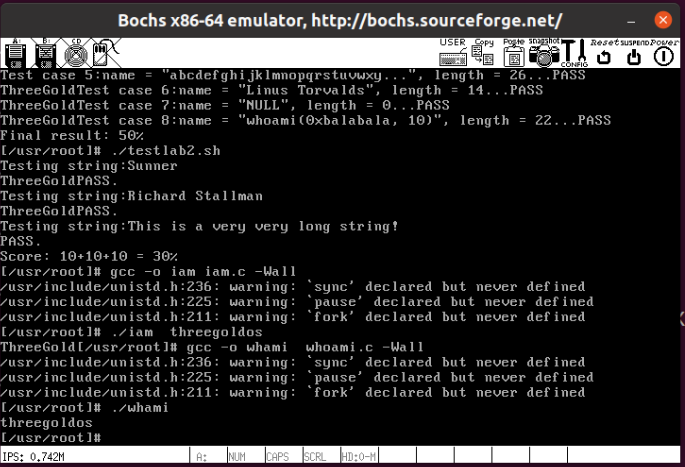 Bochs x86-64 emulator, http://bochs.sourceforge.net/
A: B: CD USER Copy Paste snapshot CONFIG Reset SUSPEND Power
Test case 5:name = "abcdefghijklmnopqrstuvwxy...", length = 26...PASS
ThreeGoldTest case 6:name = "Linus Torvalds", length = 14...PASS
ThreeGoldTest case 7:name = "NULL", length = 0...PASS
ThreeGoldTest case 8:name = "whoami(0xbalabala, 10)", length = 22...PASS
Final result: 50%
[/usr/root]# ./testlab2.sh
Testing string:Sunner
ThreeGoldPASS.
Testing string:Richard Stallman
ThreeGoldPASS.
Testing string:This is a very very long string!
PASS.
Score: 10+10+10 = 30%
[/usr/root]# gcc -o iam iam.c -Wall
/usr/include/unistd.h:236: warning: `sync' declared but never defined
/usr/include/unistd.h:225: warning: `pause' declared but never defined
/usr/include/unistd.h:211: warning: `fork' declared but never defined
[/usr/root]# ./iam  threegoldos
ThreeGold[/usr/root]# gcc -o whami  whoami.c -Wall
/usr/include/unistd.h:236: warning: `sync' declared but never defined
/usr/include/unistd.h:225: warning: `pause' declared but never defined
/usr/include/unistd.h:211: warning: `fork' declared but never defined
[/usr/root]# ./whami
threegoldos
[/usr/root]#
IPS: 0.742M A: NUM CAPS SCRL HD:0-M